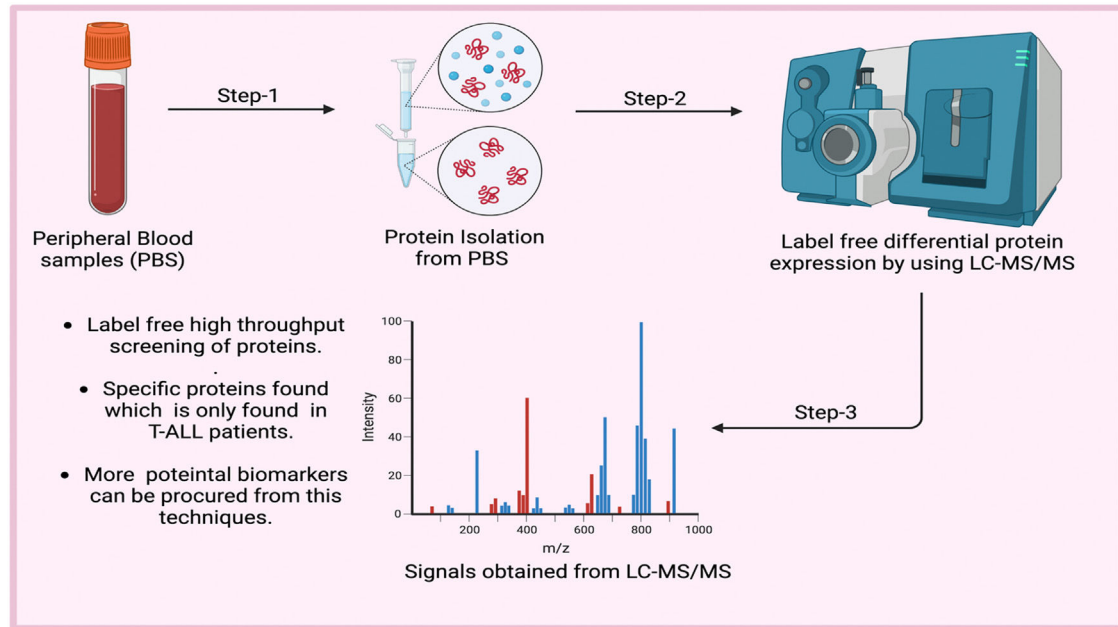 Step-1
Step-2
Peripheral Blood
samples (PBS)
Protein Isolation
from PBS
Label free differential protein
expression by using LC-MS/MS
• Label free high throughput
screening of proteins.
.
• Specific proteins found
which is only found in
T-ALL patients.
• More poteintal biomarkers
can be procured from this
techniques.
Intensity
100
80
60
40
20
0
200 400 600 800 1000
m/z
Signals obtained from LC-MS/MS
Step-3